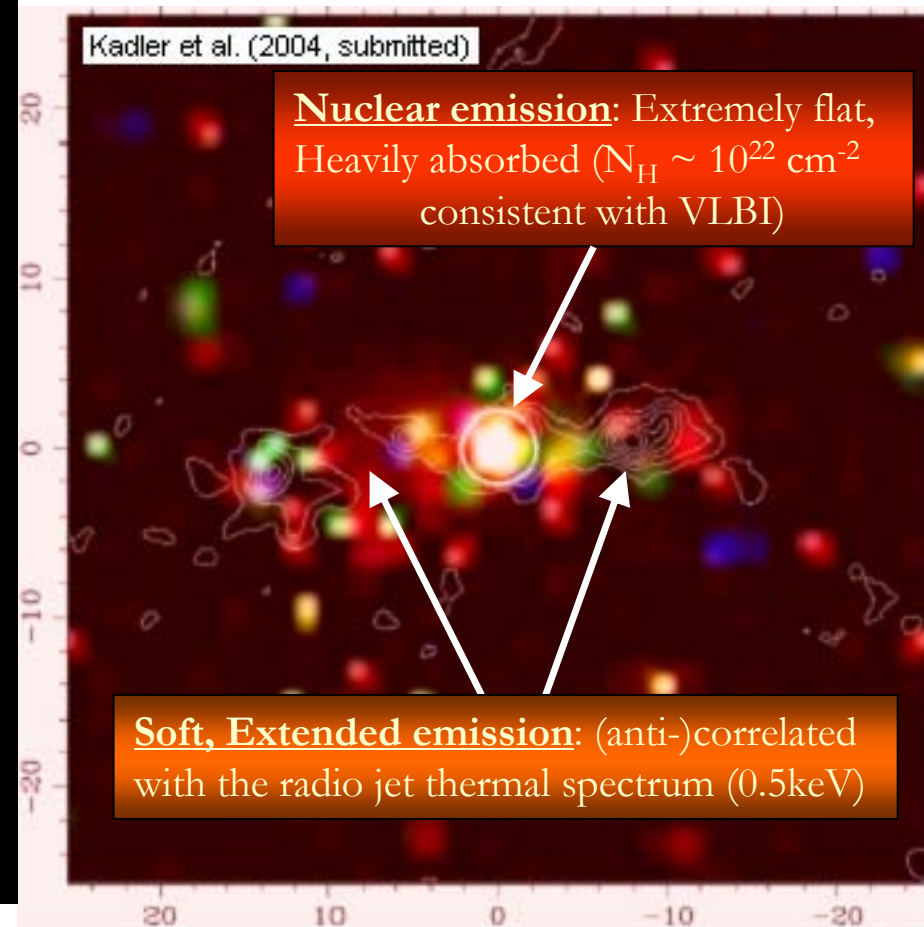 Kadler et al. (2004, submitted)
Nuclear emission: Extremely flat,
Heavily absorbed (N_H ~ 10²² cm⁻²
consistent with VLBI)
20
10
0
-10
-20
Soft, Extended emission: (anti-)correlated
with the radio jet thermal spectrum (0.5keV)
20 10 0 -10 -20